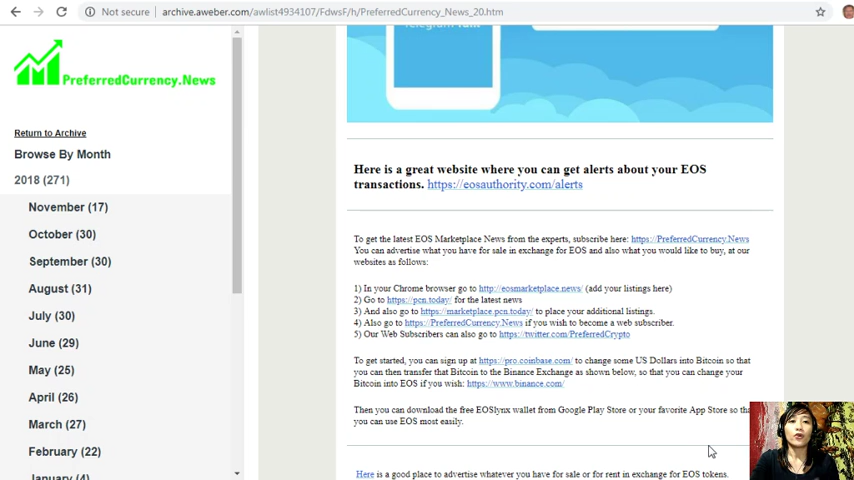 Not secure | archive.aweber.com/awlist4934107/FdwsF/h/PreferredCurrency_News_20.htm
PreferredCurrency.News
Return to Archive
Browse By Month
2018 (271)
November (17)
October (30)
September (30)
August (31)
July (30)
June (29)
May (25)
April (26)
March (27)
February (22)
January (4)
Here is a great website where you can get alerts about your EOS
transactions. https://eosauthority.com/alerts
To get the latest EOS Marketplace News from the experts, subscribe here: https://PreferredCurrency.News
You can advertise what you have for sale in exchange for EOS and also what you would like to buy, at our
websites as follows:
1) In your Chrome browser go to http://eosmarketplace.news/ (add your listings here)
2) Go to https://pcn.today/ for the latest news
3) And also go to https://marketplace.pcn.today/ to place your additional listings.
4) Also go to https://PreferredCurrency.News if you wish to become a web subscriber.
5) Our Web Subscribers can also go to https://twitter.com/PreferredCrypto
To get started, you can sign up at https://pro.coinbase.com/ to change some US Dollars into Bitcoin so that
you can then transfer that Bitcoin to the Binance Exchange as shown below, so that you can change your
Bitcoin into EOS if you wish: https://www.binance.com/
Then you can download the free EOSlynx wallet from Google Play Store or your favorite App Store so
you can use EOS most easily.
Here is a good place to advertise whatever you have for sale or for rent in exchange for EOS tokens.